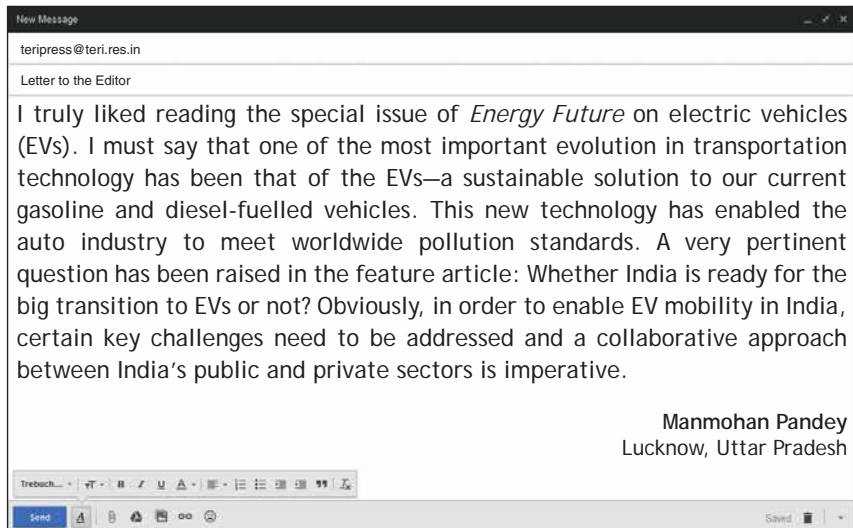 New Message
teripress@teri.res.in
Letter to the Editor
I truly liked reading the special issue of Energy Future on electric vehicles
(EVs). I must say that one of the most important evolution in transportation
technology has been that of the EVs—a sustainable solution to our current
gasoline and diesel-fuelled vehicles. This new technology has enabled the
auto industry to meet worldwide pollution standards. A very pertinent
question has been raised in the feature article: Whether India is ready for the
big transition to EVs or not? Obviously, in order to enable EV mobility in India,
certain key challenges need to be addressed and a collaborative approach
between India's public and private sectors is imperative.
Manmohan Pandey
Lucknow, Uttar Pradesh
Trebuch... T B I U A
Send A Saved